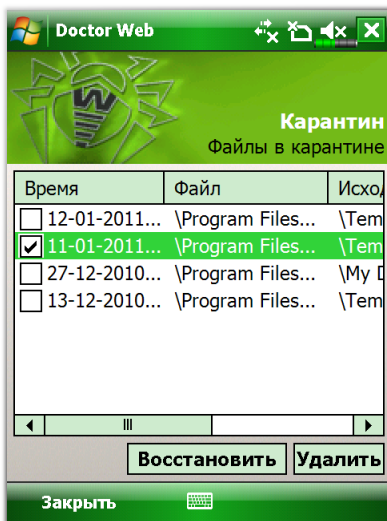 Doctor Web
Карантин
Файлы в карантине
Время Файл Исход
12-01-2011... \Program Files... \Tem
11-01-2011... \Program Files... \Tem
27-12-2010... \Program Files... \My D
13-12-2010... \Program Files... \Tem
Восстановить Удалить
Закрыть